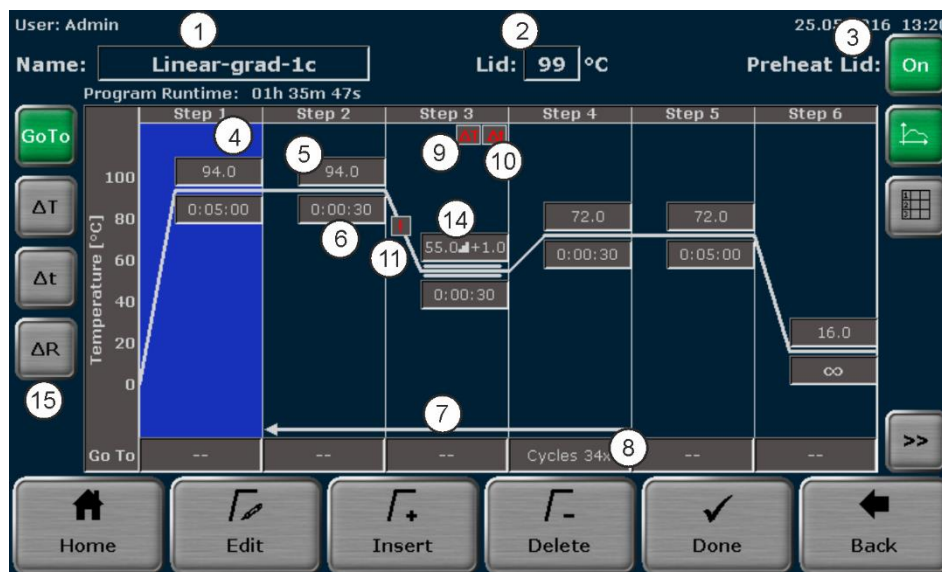 User: Admin
1
2
25.05 16 13:20
3
Name: Linear-grad-1c
Lid: 99 °C
Preheat Lid: On
Program Runtime: 01h 35m 47s
GoTo
ΔT
Δt
ΔR
15
Step 1 Step 2 Step 3 Step 4 Step 5 Step 6
4
5
9
10
ΔT
94.0 94.0
0:05:00 0:00:30
6
11
!
14
55.0 +1.0
0:00:30
72.0 72.0
0:00:30 0:05:00
16.0
∞
Temperature [°C]
100
80
60
40
20
0
7
8
Go To -- -- -- Cycles 34x -- --
1
2
3
>>
Home Edit Insert Delete Done Back